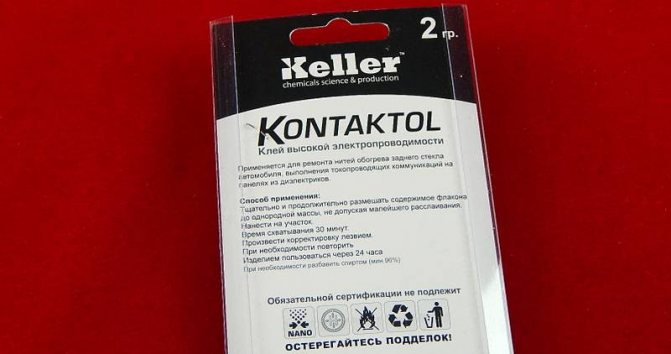 2 гр.
Keller™
chemicals science & production
KONTAKTOL
Клей высокой электропроводимости
Применяется для ремонта нитей обогрева заднего стекла
автомобиля, выполнения токопроводящих коммуникаций на
панелях из диэлектриков.
Способ применения:
Тщательно и продолжительно размешать содержимое флакона
до однородной массы, не допуская малейшего расслаивания.
Нанести на участок.
Время схватывания 30 минут.
Произвести корректировку лезвием.
При необходимости повторить
Изделием пользоваться через 24 часа
При необходимости разбавить спиртом (мин 96%)
Обязательной сертификации не подлежит
NANO
ОСТЕРЕГАЙТЕСЬ ПОДДЕЛОК!